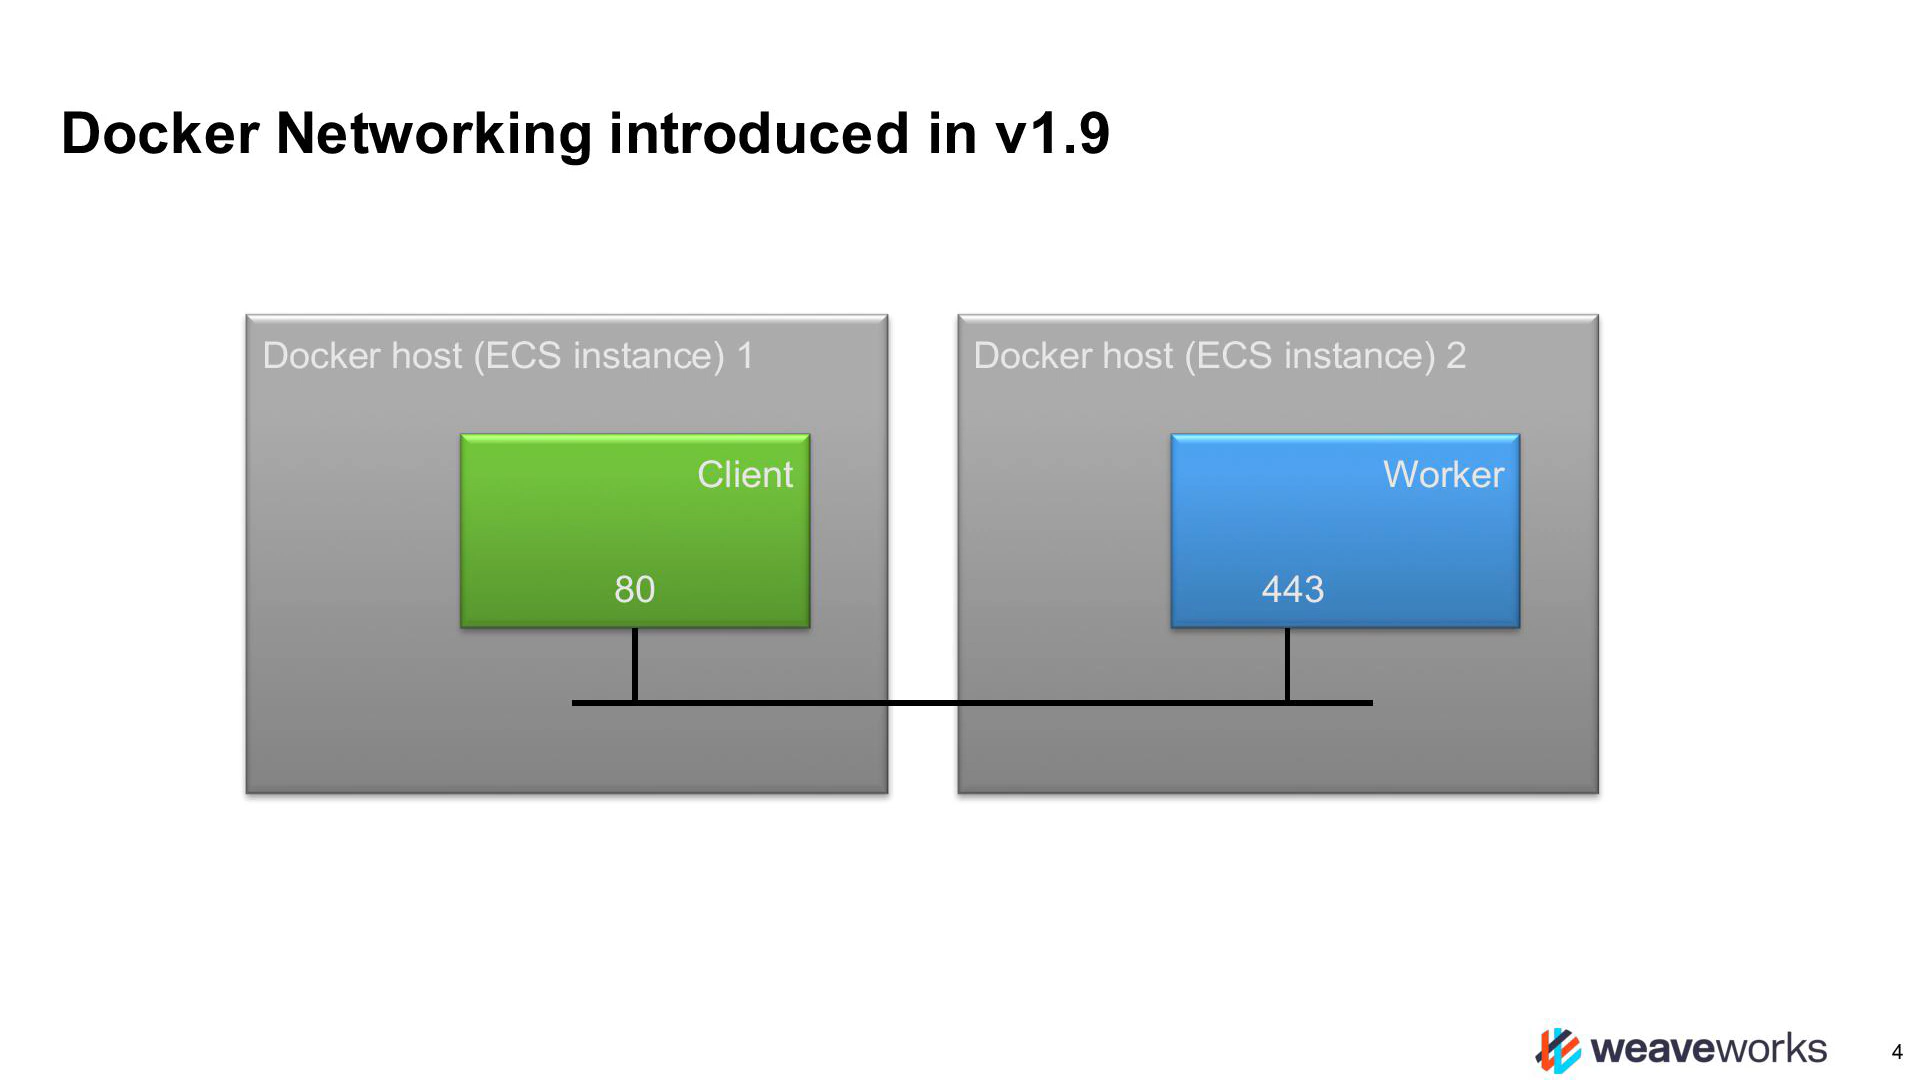 Docker Networking introduced in v1.9
Docker host (ECS instance) 1
Client
80
Docker host (ECS instance) 2
Worker
443
weaveworks
4